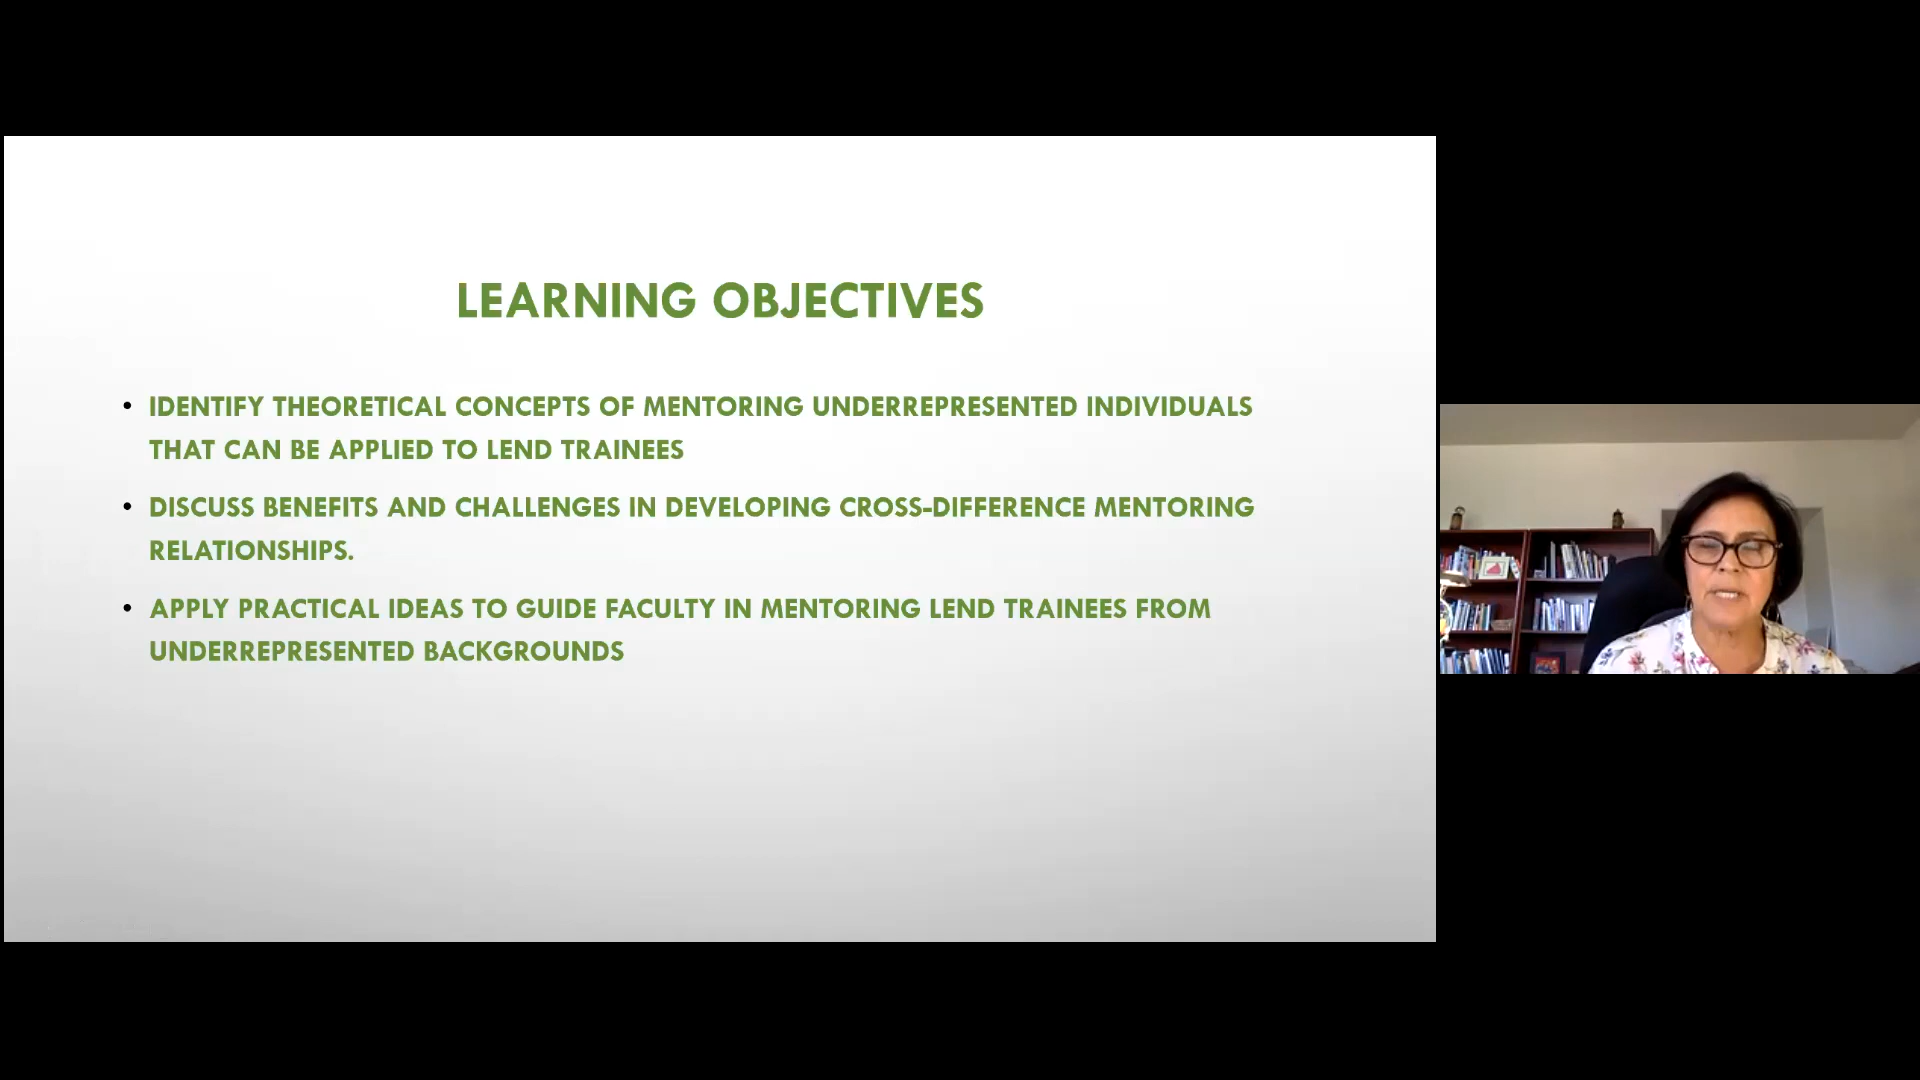 LEARNING OBJECTIVES
• IDENTIFY THEORETICAL CONCEPTS OF MENTORING UNDERREPRESENTED INDIVIDUALS
THAT CAN BE APPLIED TO LEND TRAINEES
• DISCUSS BENEFITS AND CHALLENGES IN DEVELOPING CROSS-DIFFERENCE MENTORING
RELATIONSHIPS.
• APPLY PRACTICAL IDEAS TO GUIDE FACULTY IN MENTORING LEND TRAINEES FROM
UNDERREPRESENTED BACKGROUNDS